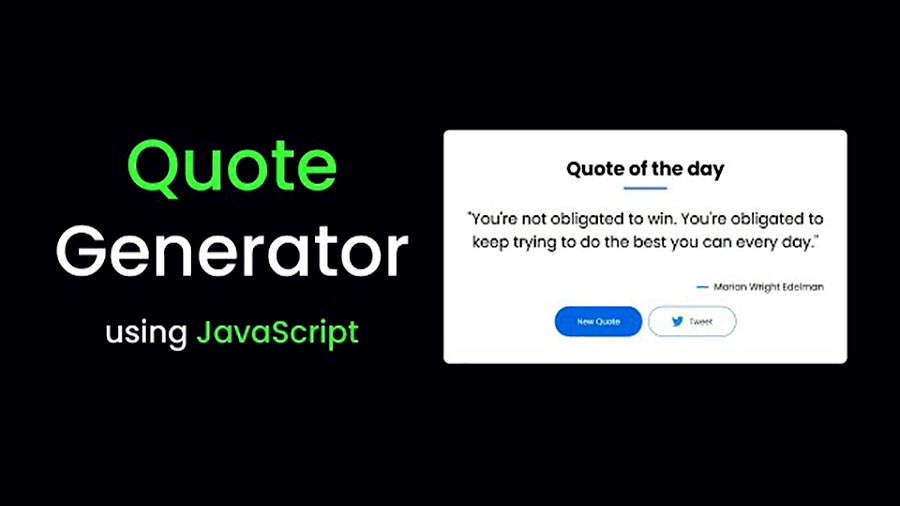 Quote
Generator
using JavaScript
Quote of the day
"You're not obligated to win. You're obligated to
keep trying to do the best you can every day."
— Marian Wright Edelman
New Quote
Tweet